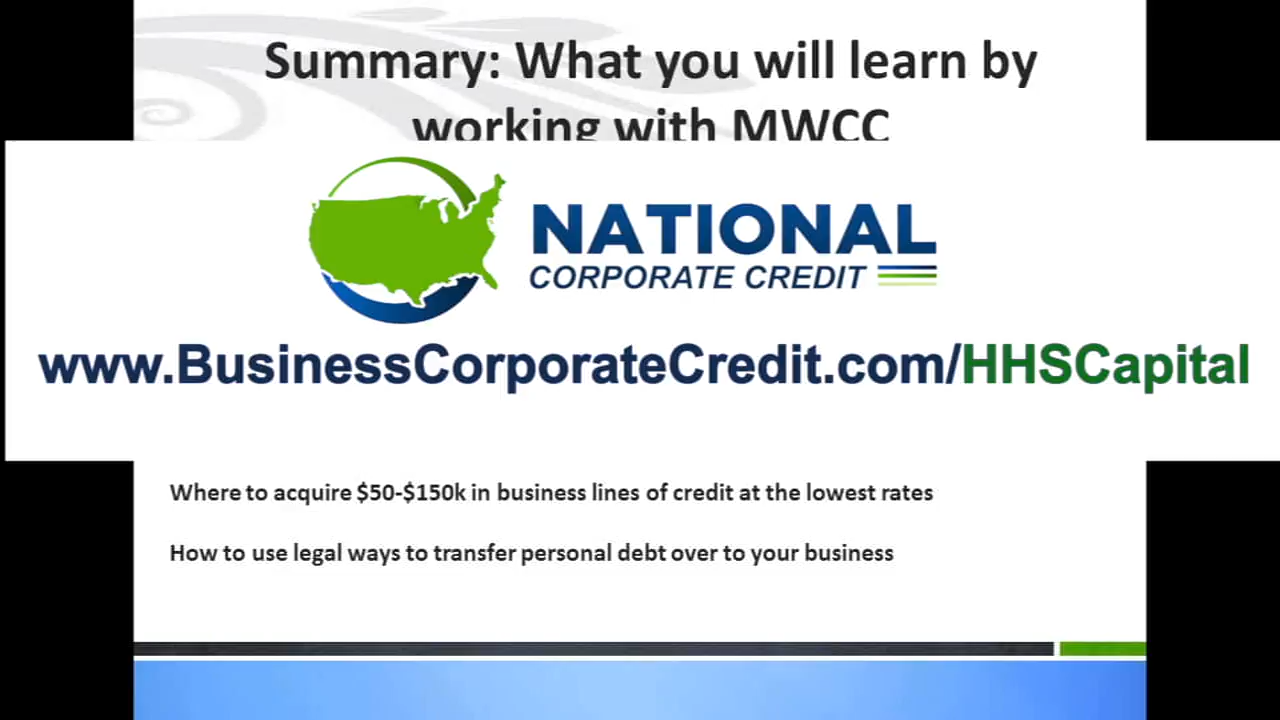 Summary: What you will learn by
working with MWCC
NATIONAL
CORPORATE CREDIT
www.BusinessCorporateCredit.com/HHSCapital
Where to acquire $50-$150k in business lines of credit at the lowest rates
How to use legal ways to transfer personal debt over to your business